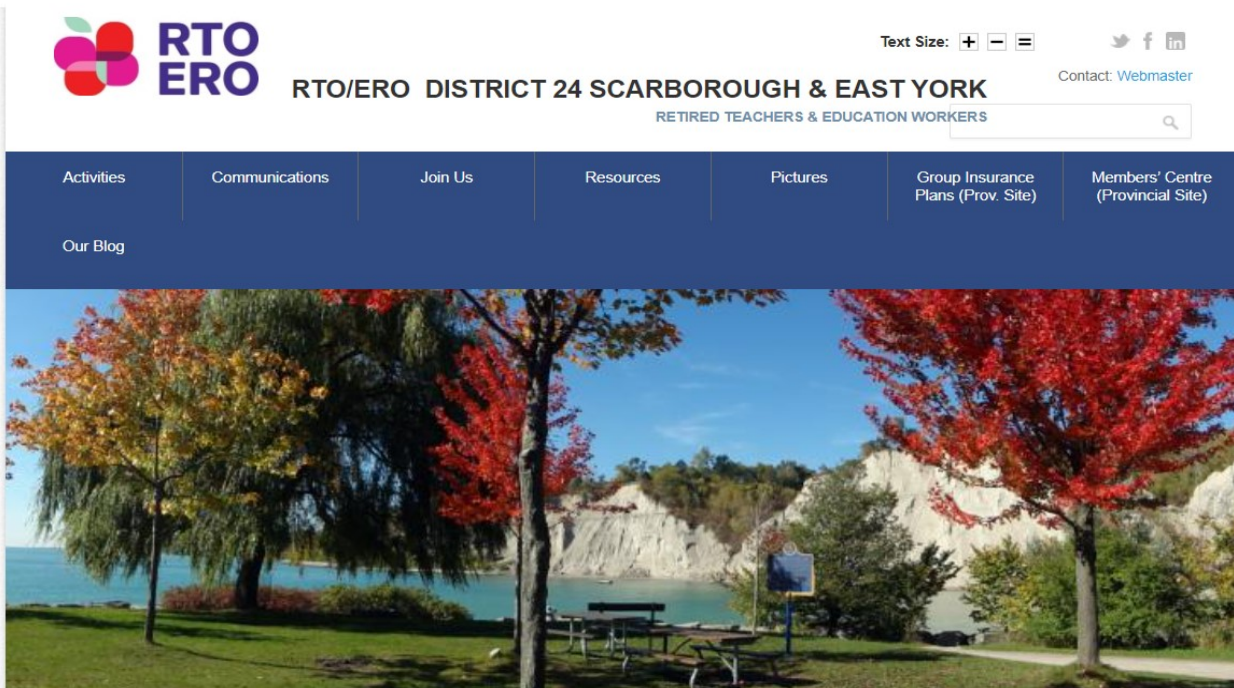 RTO
ERO
Text Size: + - =
Contact: Webmaster
RTO/ERO DISTRICT 24 SCARBOROUGH & EAST YORK
RETIRED TEACHERS & EDUCATION WORKERS
Activities
Communications
Join Us
Resources
Pictures
Group Insurance
Plans (Prov. Site)
Members' Centre
(Provincial Site)
Our Blog